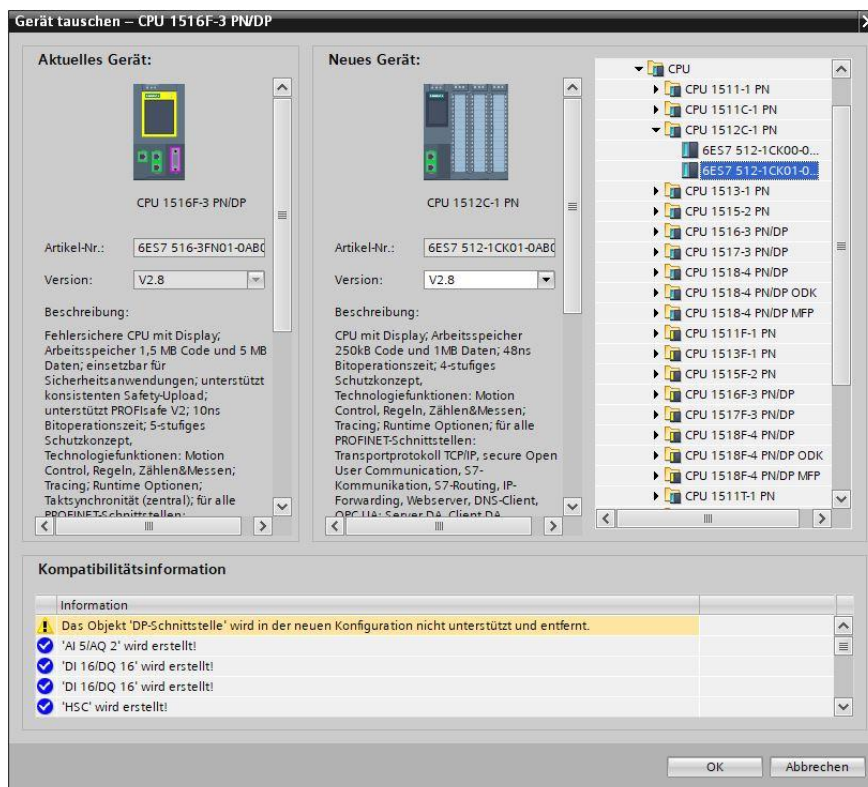 Gerät tauschen -- CPU 1516F-3 PN/DP
Aktuelles Gerät:
CPU 1516F-3 PN/DP
Artikel-Nr.:
6ES7 516-3FN01-0AB0
Version:
V2.8
Beschreibung:
Fehlersichere CPU mit Display;
Arbeitsspeicher 1,5 MB Code und 5 MB
Daten; einsetzbar für
Sicherheitsanwendungen; unterstützt
konsistenten Safety-Upload;
unterstützt PROFIsafe V2; 10ns
Bitoperationszeit; 5-stufiges
Schutzkonzept,
Technologiefunktionen: Motion
Control, Regeln, Zählen&Messen;
Tracing; Runtime Optionen;
Taktsynchronität (zentral); für alle
PROFINET-Schnittstellen:
Neues Gerät:
CPU 1512C-1 PN
Artikel-Nr.:
6ES7 512-1CK01-0AB0
Version:
V2.8
Beschreibung:
CPU mit Display; Arbeitsspeicher
250kB Code und 1MB Daten; 48ns
Bitoperationszeit; 4-stufiges
Schutzkonzept,
Technologiefunktionen: Motion
Control, Regeln, Zählen&Messen;
Tracing; Runtime Optionen; für alle
PROFINET-Schnittstellen:
Transportprotokoll TCP/IP, secure Open
User Communication, S7-
Kommunikation, S7-Routing, IP-
Forwarding, Webserver, DNS-Client,
OPC UA: Server DA, Client DA
CPU
CPU 1511-1 PN
CPU 1511C-1 PN
CPU 1512C-1 PN
6ES7 512-1CK00-0...
6ES7 512-1CK01-0...
CPU 1513-1 PN
CPU 1515-2 PN
CPU 1516-3 PN/DP
CPU 1517-3 PN/DP
CPU 1518-4 PN/DP
CPU 1518-4 PN/DP ODK
CPU 1518-4 PN/DP MFP
CPU 1511F-1 PN
CPU 1513F-1 PN
CPU 1515F-2 PN
CPU 1516F-3 PN/DP
CPU 1517F-3 PN/DP
CPU 1518F-4 PN/DP
CPU 1518F-4 PN/DP ODK
CPU 1518F-4 PN/DP MFP
CPU 1511T-1 PN
Kompatibilitätsinformation
Information
Das Objekt 'DP-Schnittstelle' wird in der neuen Konfiguration nicht unterstützt und entfernt.
'AI 5/AQ 2' wird erstellt!
'DI 16/DQ 16' wird erstellt!
'DI 16/DQ 16' wird erstellt!
'HSC' wird erstellt!
OK
Abbrechen